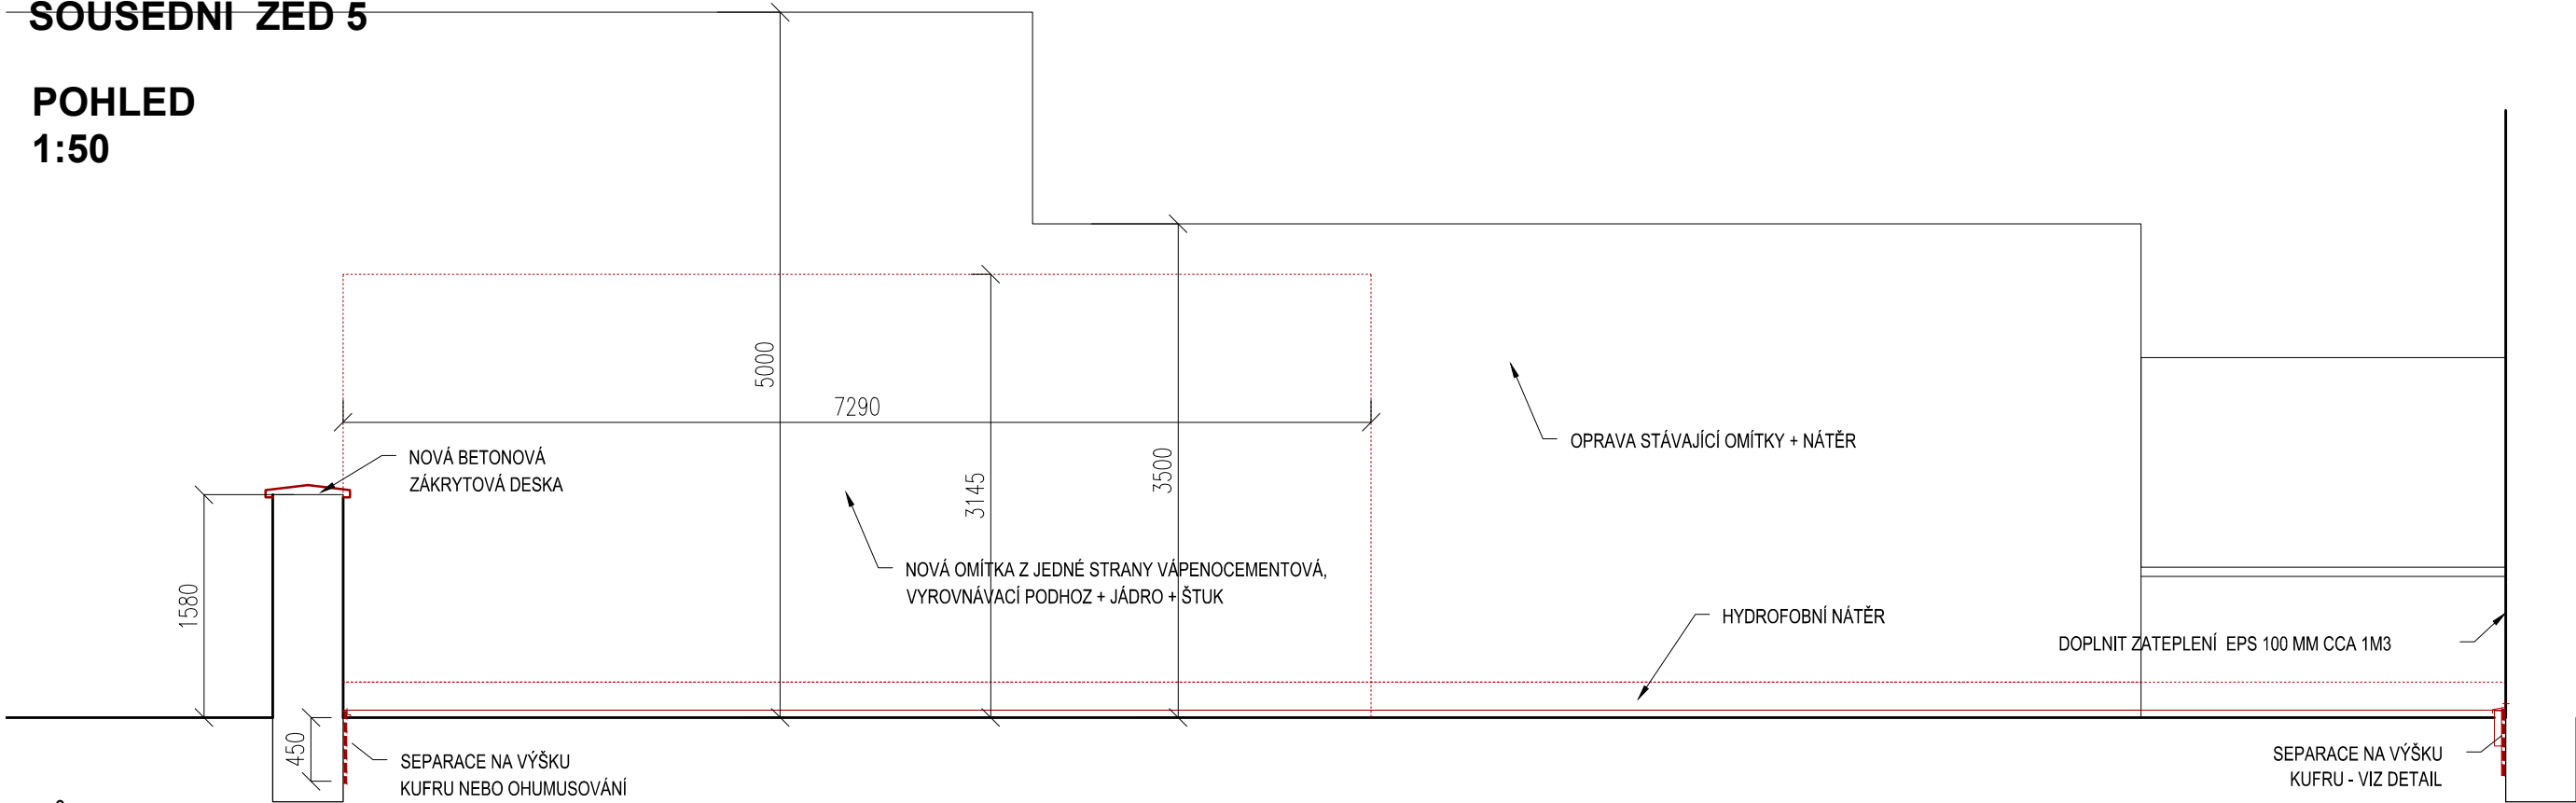 SOUSEDNÍ ZEĎ 5
POHLED
1:50
5000
7290
NOVÁ BETONOVÁ
ZÁKRYTOVÁ DESKA
3145
3500
OPRAVA STÁVAJÍCÍ OMÍTKY + NÁTĚR
1580
NOVÁ OMÍTKA Z JEDNÉ STRANY VÁPENOCEMENTOVÁ,
VYROVNÁVACÍ PODHOZ + JÁDRO + ŠTUK
HYDROFOBNÍ NÁTĚR
DOPLNIT ZATEPLENÍ EPS 100 MM CCA 1M3
450
SEPARACE NA VÝŠKU
KUFRU NEBO OHUMUSOVÁNÍ
SEPARACE NA VÝŠKU
KUFRU - VIZ DETAIL